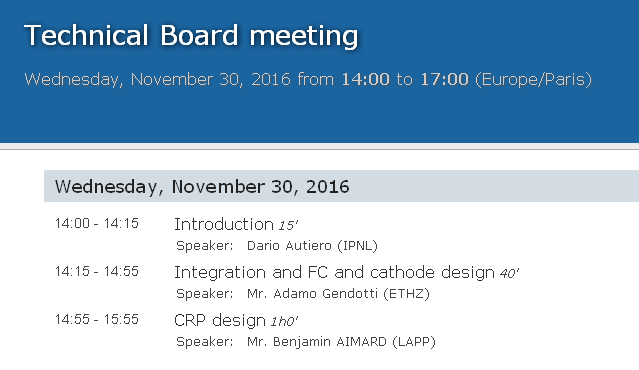 Technical Board meeting
Wednesday, November 30, 2016 from 14:00 to 17:00 (Europe/Paris)
Wednesday, November 30, 2016
14:00 - 14:15 Introduction 15'
Speaker: Dario Autiero (IPNL)
14:15 - 14:55 Integration and FC and cathode design 40'
Speaker: Mr. Adamo Gendotti (ETHZ)
14:55 - 15:55 CRP design 1h0'
Speaker: Mr. Benjamin AIMARD (LAPP)